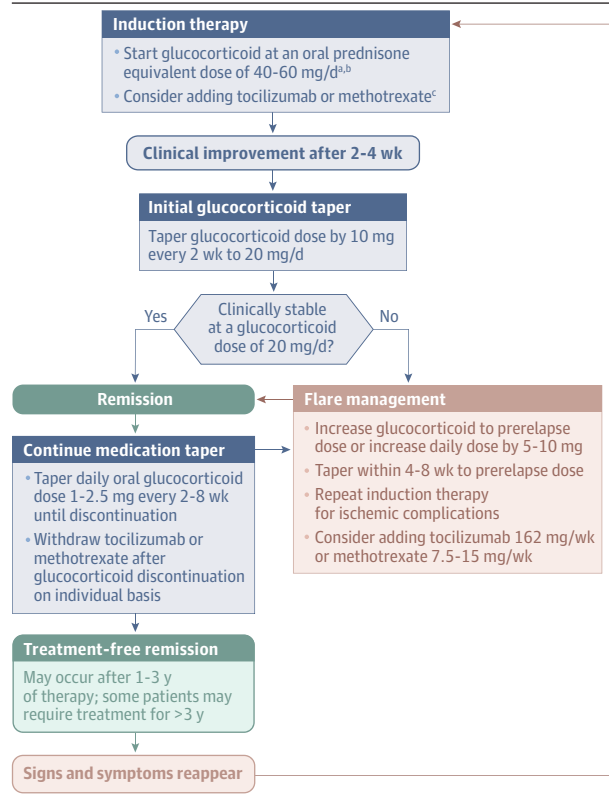 Induction therapy
• Start glucocorticoid at an oral prednisone
equivalent dose of 40-60 mg/d^a,b
• Consider adding tocilizumab or methotrexate^c
Clinical improvement after 2-4 wk
Initial glucocorticoid taper
Taper glucocorticoid dose by 10 mg
every 2 wk to 20 mg/d
Clinically stable
at a glucocorticoid
dose of 20 mg/d?
Yes
No
Remission
Continue medication taper
• Taper daily oral glucocorticoid
dose 1-2.5 mg every 2-8 wk
until discontinuation
• Withdraw tocilizumab or
methotrexate after
glucocorticoid discontinuation
on individual basis
Flare management
• Increase glucocorticoid to prerelapse
dose or increase daily dose by 5-10 mg
• Taper within 4-8 wk to prerelapse dose
• Repeat induction therapy
for ischemic complications
• Consider adding tocilizumab 162 mg/wk
or methotrexate 7.5-15 mg/wk
Treatment-free remission
May occur after 1-3 y
of therapy; some patients may
require treatment for >3 y
Signs and symptoms reappear